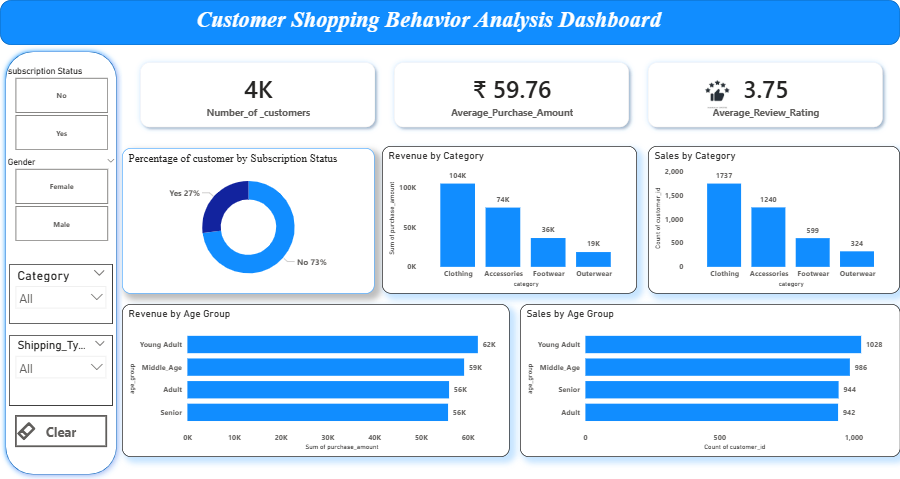 Customer Shopping Behavior Analysis Dashboard
subscription Status
No
Yes
Gender
Female
Male
Category
All
Shipping_Ty...
All
Clear
4K
Number_of _customers
₹ 59.76
Average_Purchase_Amount
3.75
Average_Review_Rating
Percentage of customer by Subscription Status
Yes 27%
No 73%
Revenue by Category
Sum of purchase_amount
100K
50K
0K
104K
74K
36K
19K
Clothing Accessories Footwear Outerwear
category
Sales by Category
Count of customer_id
2,000
1,500
1,000
500
0
1737
1240
599
324
Clothing Accessories Footwear Outerwear
category
Revenue by Age Group
age_group
Young Adult 62K
Middle_Age 59K
Adult 56K
Senior 56K
0K 10K 20K 30K 40K 50K 60K
Sum of purchase_amount
Sales by Age Group
age_group
Young Adult 1028
Middle_Age 986
Senior 944
Adult 942
0 500 1,000
Count of customer_id